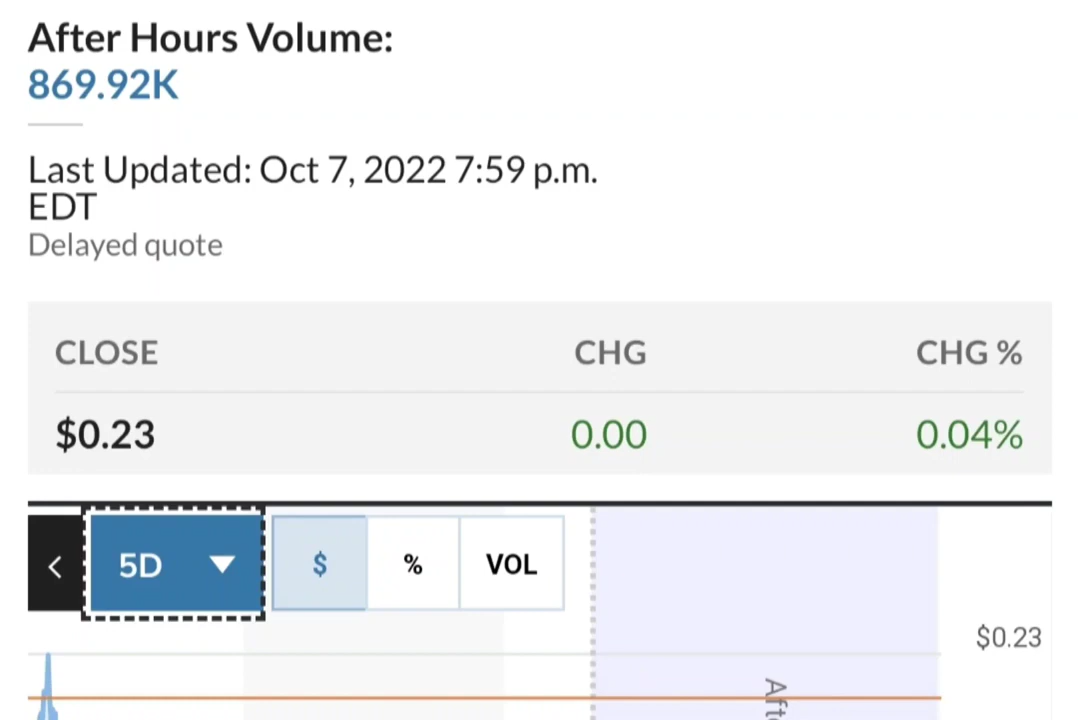 After Hours Volume:
869.92K
Last Updated: Oct 7, 2022 7:59 p.m.
EDT
Delayed quote
CLOSE CHG CHG %
$0.23 0.00 0.04%
5D $ % VOL
$0.23